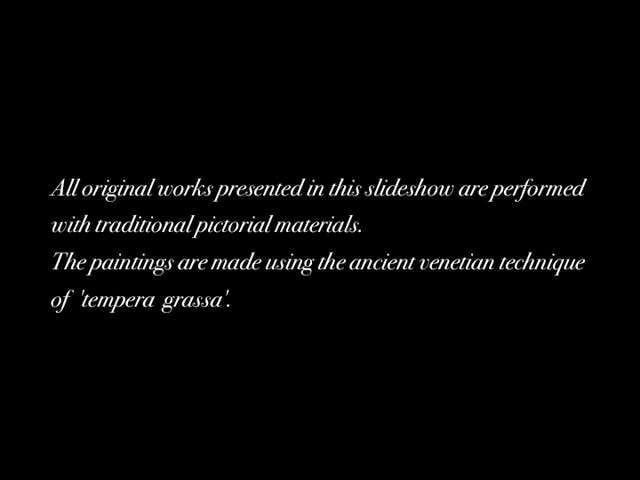 All original works presented in this slideshow are performed
with traditional pictorial materials.
The paintings are made using the ancient venetian technique
of 'tempera grassa'.